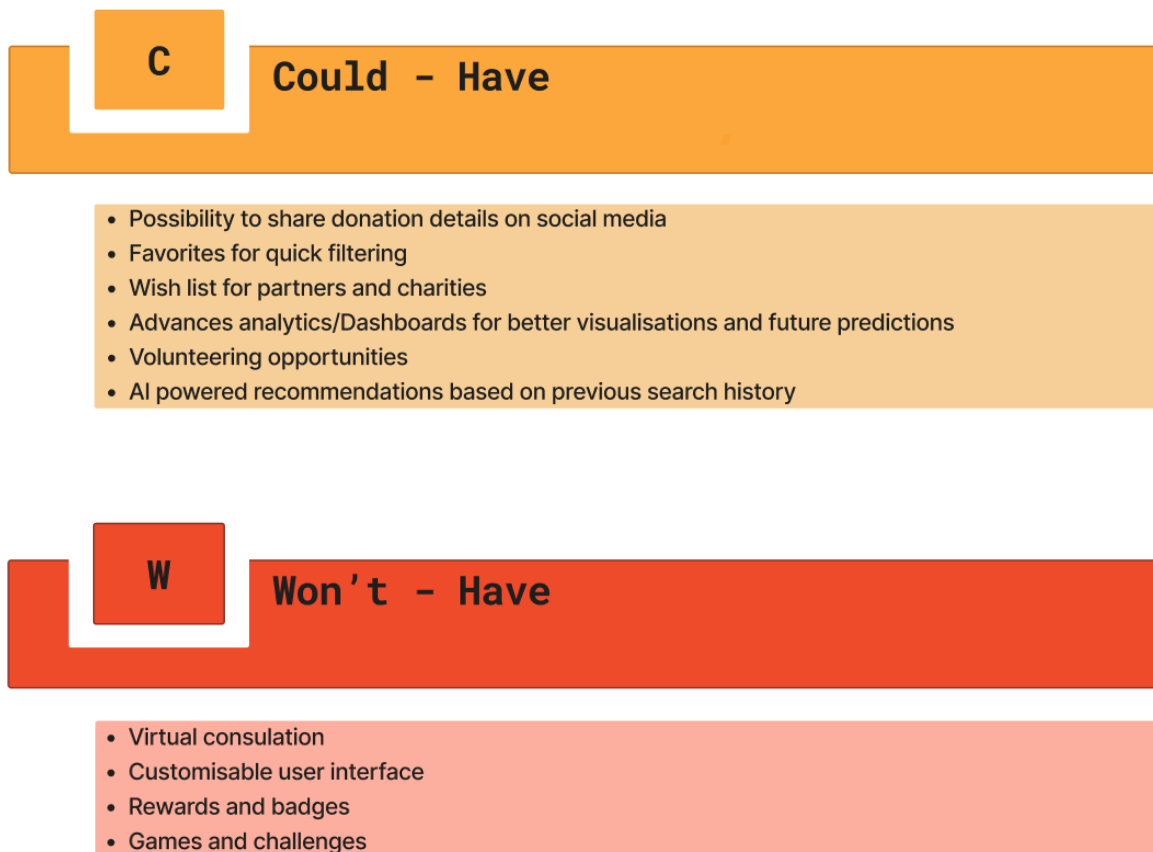 C
Could - Have
• Possibility to share donation details on social media
• Favorites for quick filtering
• Wish list for partners and charities
• Advances analytics/Dashboards for better visualisations and future predictions
• Volunteering opportunities
• AI powered recommendations based on previous search history
W
Won’t - Have
• Virtual consulation
• Customisable user interface
• Rewards and badges
• Games and challenges